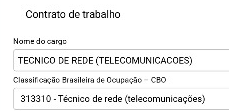 Contrato de trabalho
Nome do cargo
TECNICO DE REDE (TELECOMUNICACOES)
Classificação Brasileira de Ocupação – CBO
313310 - Técnico de rede (telecomunicações)